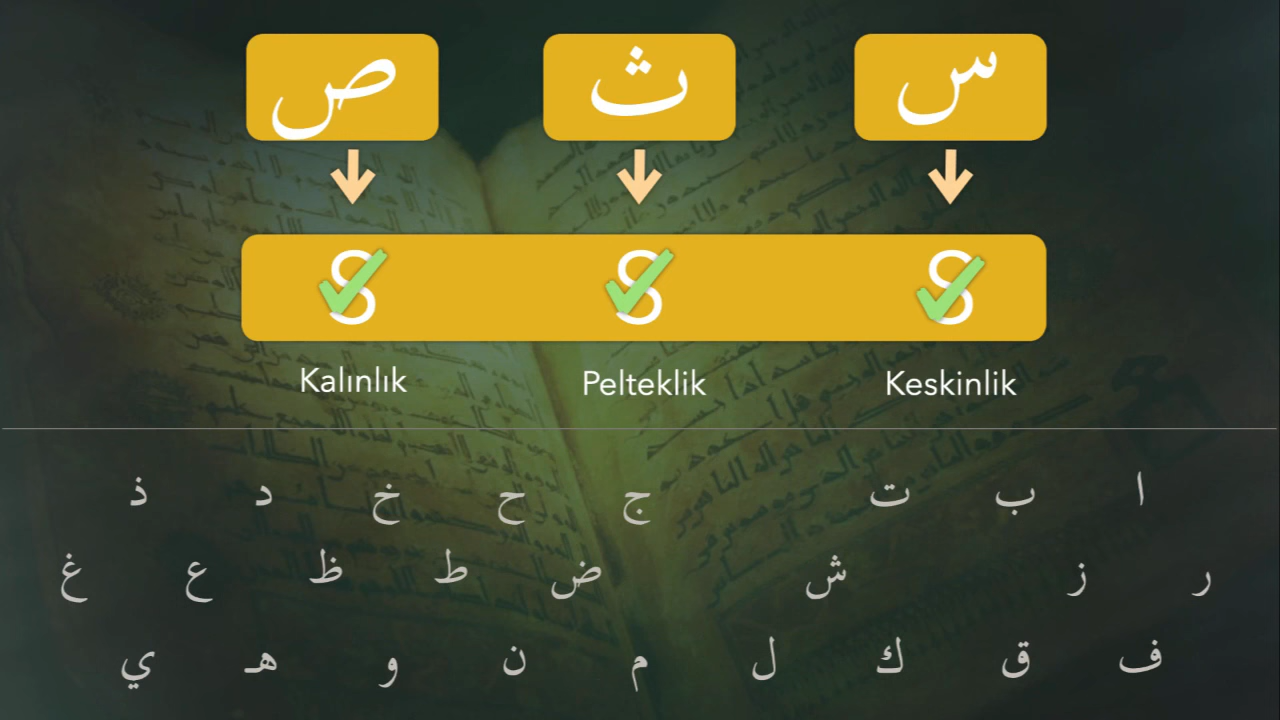 ص ث س
S S S
Kalınlık Pelteklik Keskinlik
ا ب ت ج ح خ د ذ
ر ز ش ض ط ظ ع غ
ف ق ك ل م ن و هـ ي